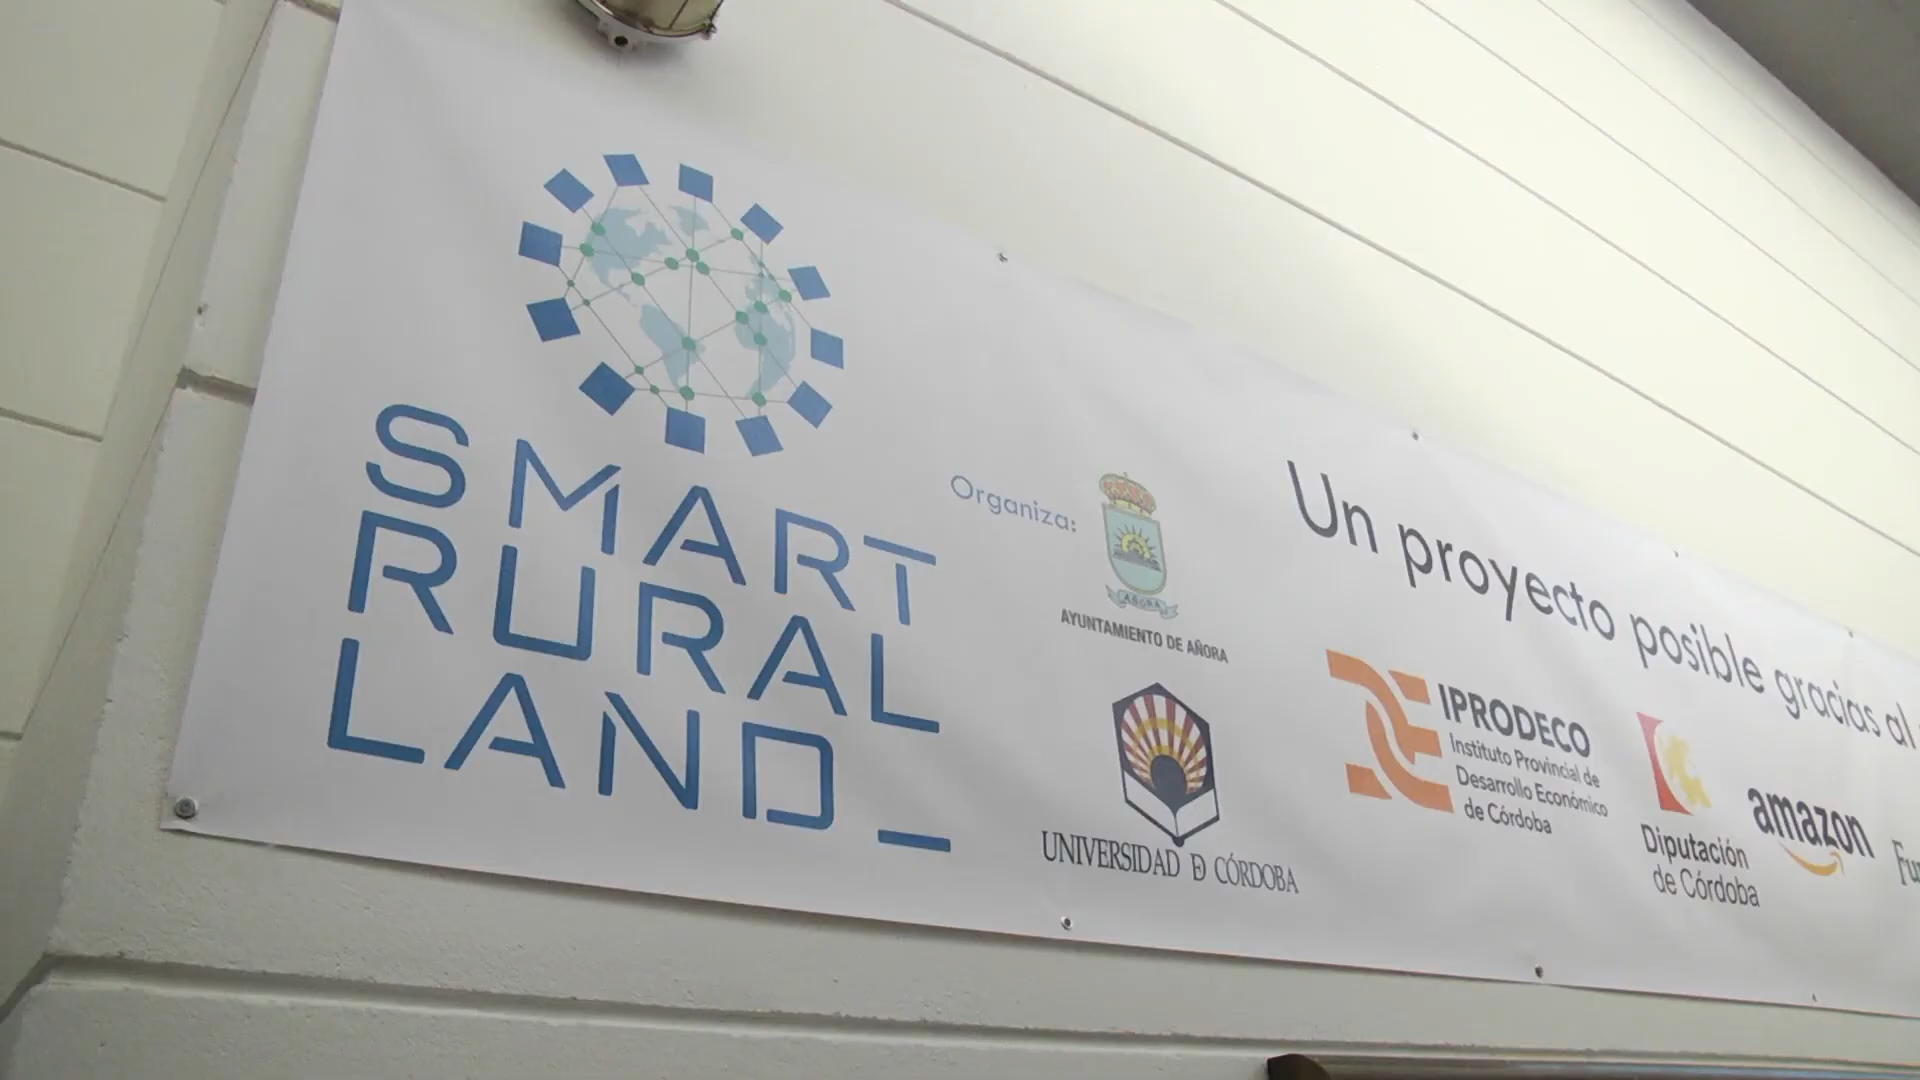 SMART
RURAL
LAND_
Organiza:
AÑORA
AYUNTAMIENTO DE AÑORA
UNIVERSIDAD DE CÓRDOBA
Un proyecto posible gracias al
IPRODECO
Instituto Provincial de
Desarrollo Económico
de Córdoba
Diputación
de Córdoba
amazon